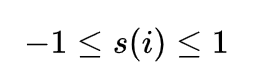 −1 ≤ s(i) ≤ 1